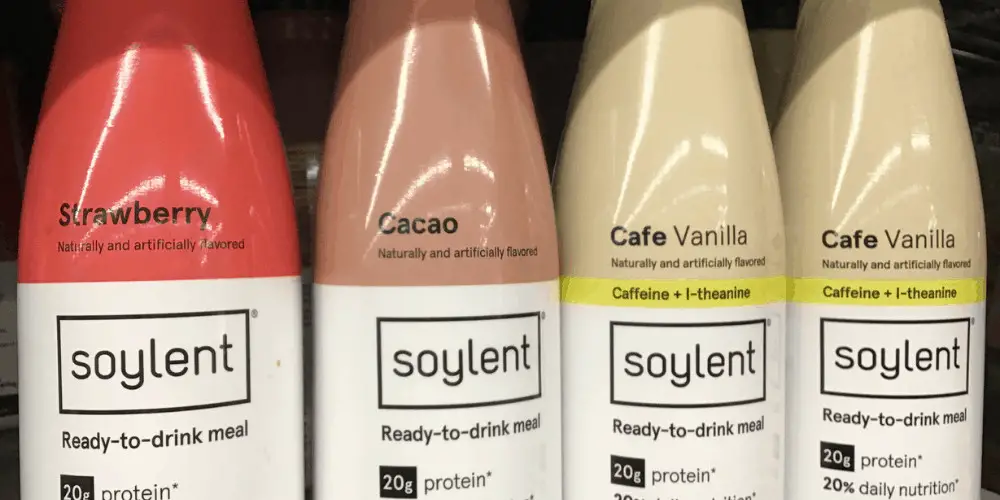 Strawberry
Naturally and artificially flavored
soylent®
Ready-to-drink meal
20g protein*
Cacao
Naturally and artificially flavored
soylent®
Ready-to-drink meal
20g protein*
Cafe Vanilla
Naturally and artificially flavored
Caffeine + l-theanine
soylent®
Ready-to-drink meal
20g protein*
20% daily nutrition*
Cafe Vanilla
Naturally and artificially flavored
Caffeine + l-theanine
soylent®
Ready-to-drink meal
20g protein*
20% daily nutrition*